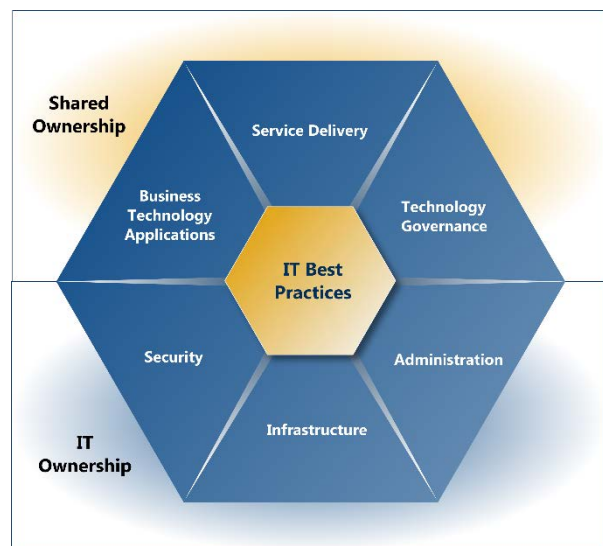 Shared
Ownership
Service Delivery
Business
Technology
Applications
Technology
Governance
IT Best
Practices
Security
Administration
Infrastructure
IT
Ownership